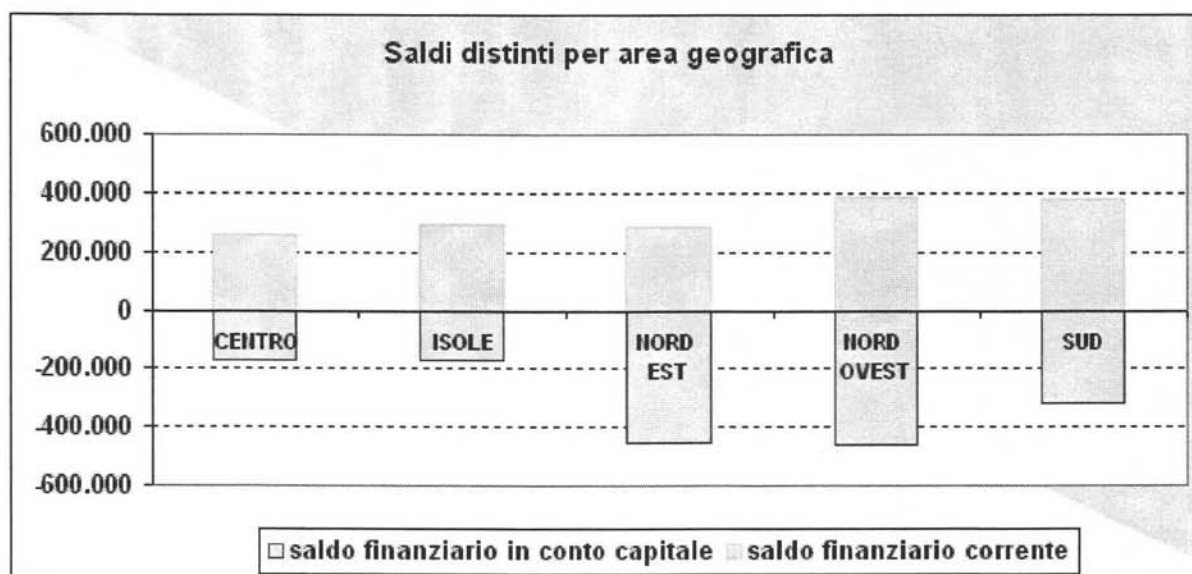 Saldi distinti per area geografica
600.000
400.000
200.000
0
-200.000
-400.000
-600.000
CENTRO
ISOLE
NORD
EST
NORD
OVEST
SUD
saldo finanziario in conto capitale
saldo finanziario corrente